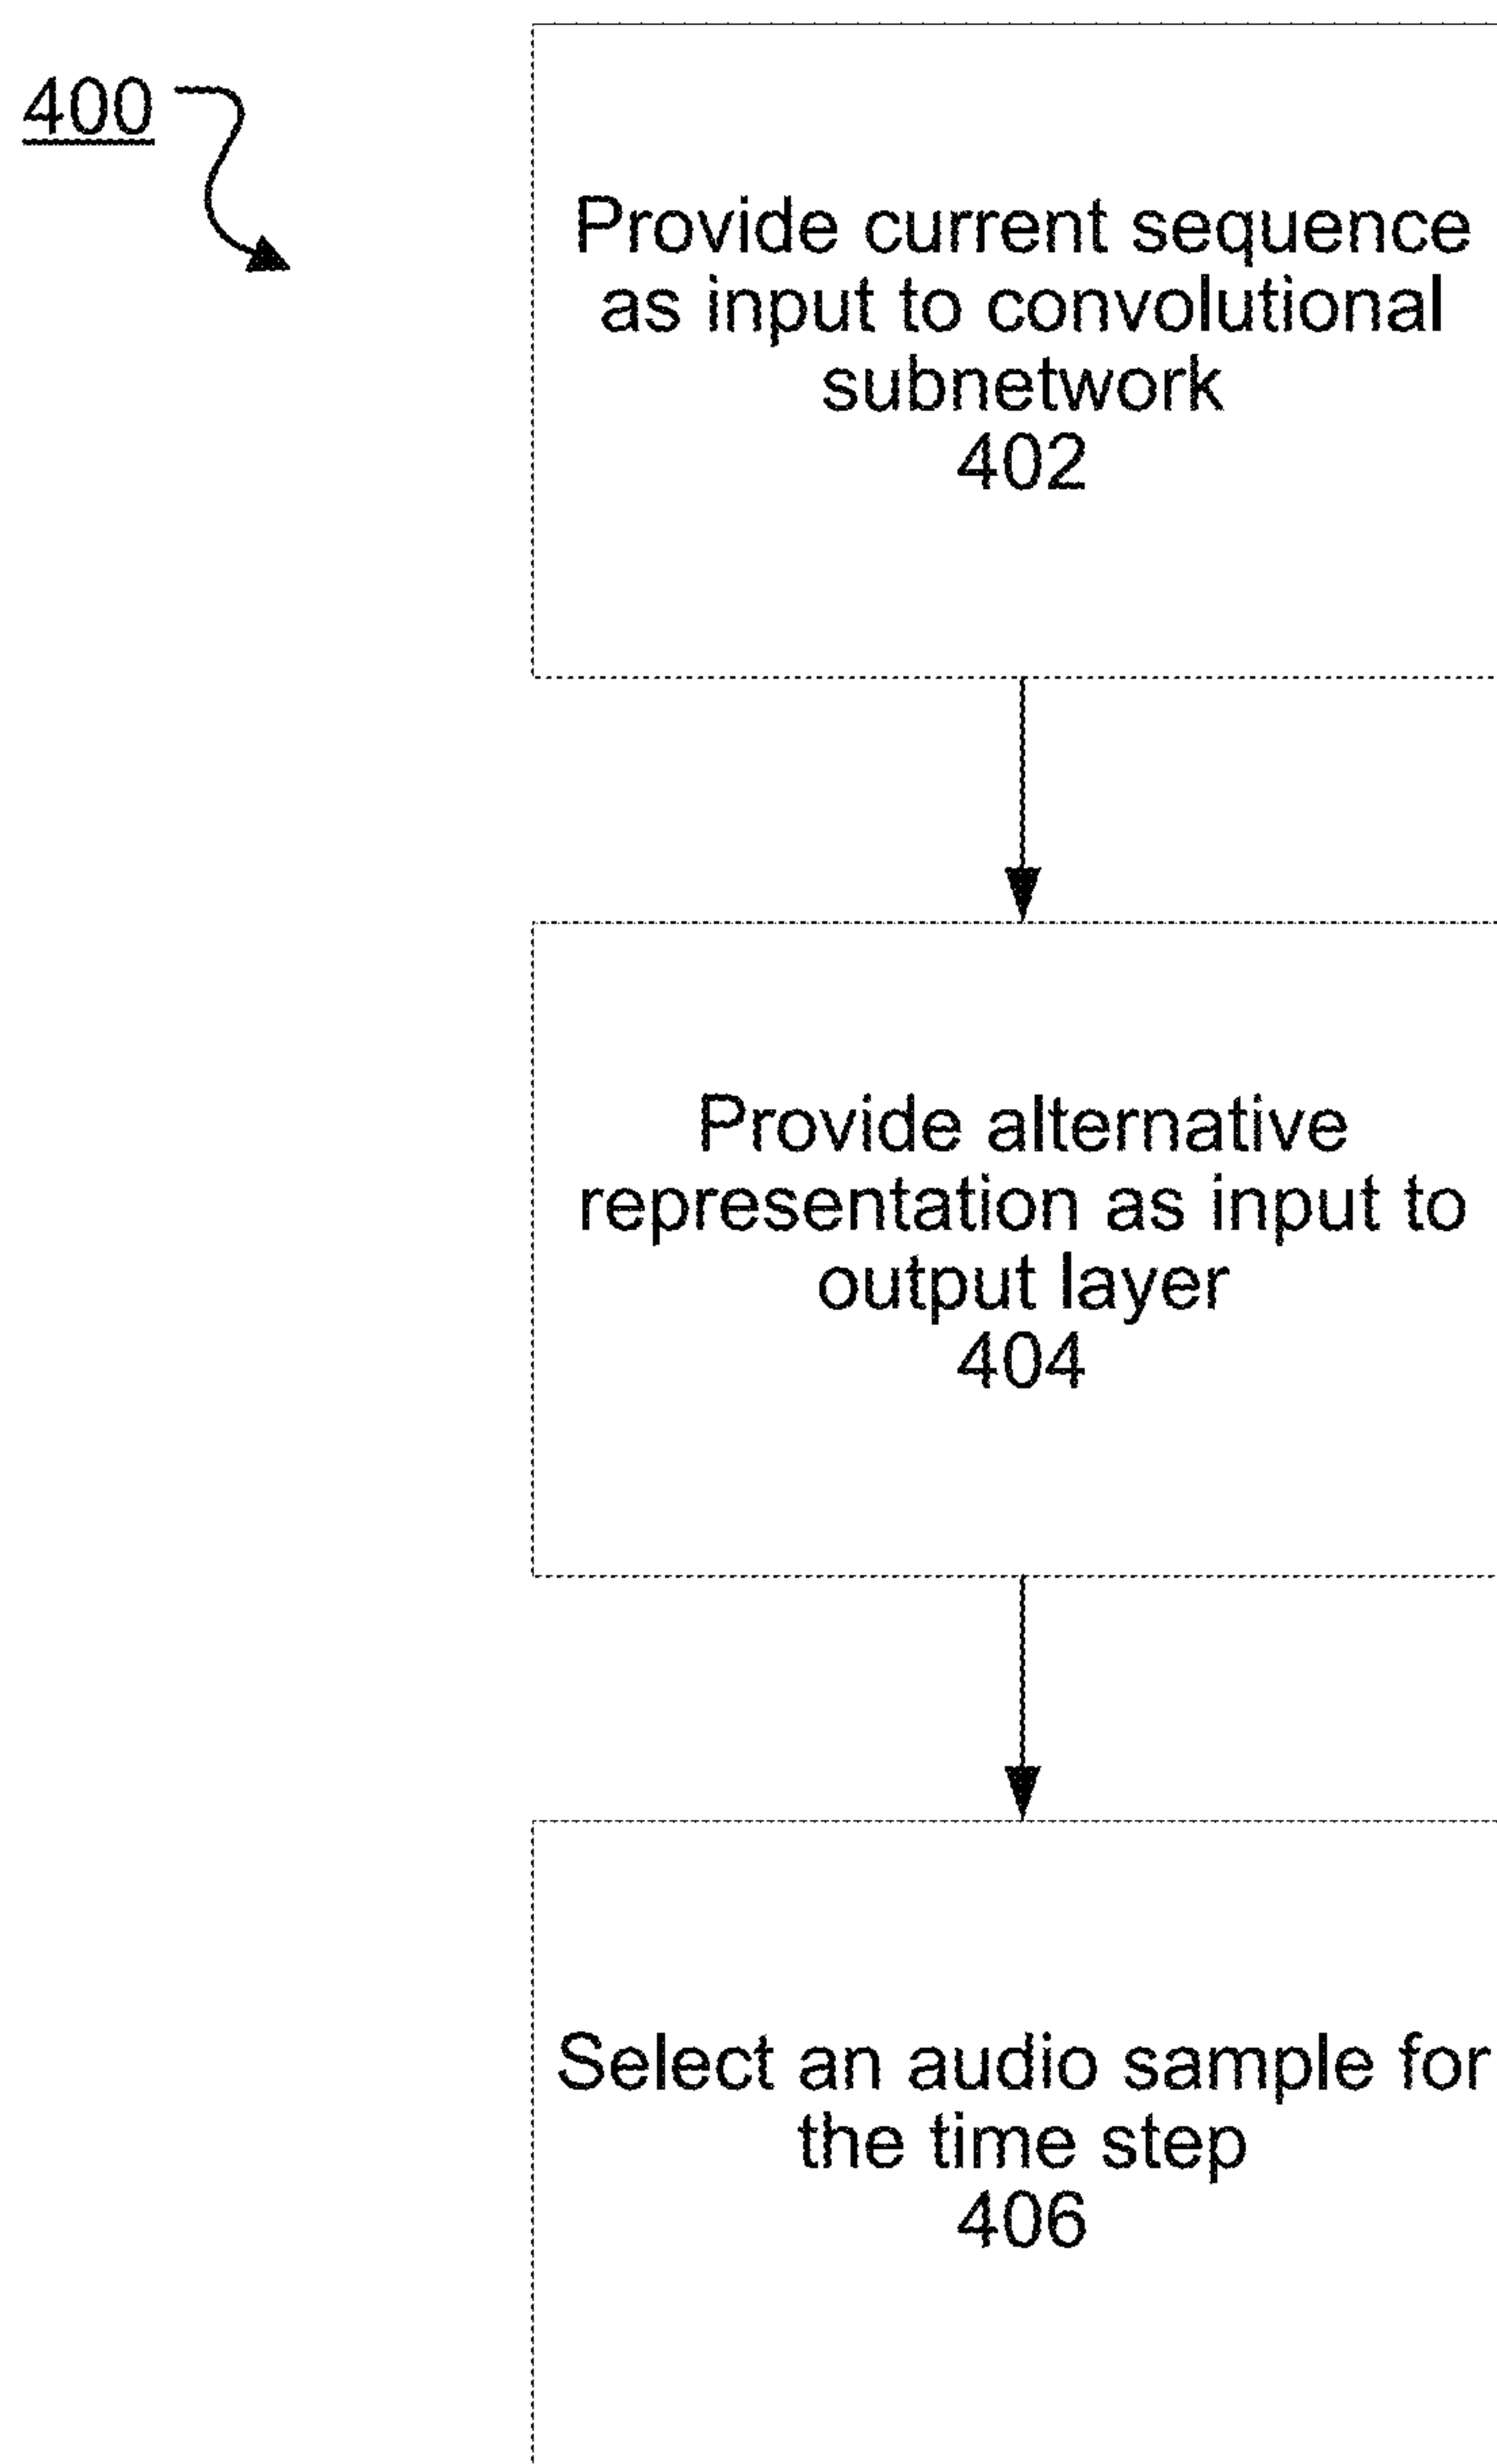 400
Provide current sequence
as input to convolutional
subnetwork
402
Provide alternative
representation as input to
output layer
404
Select an audio sample for
the time step
406